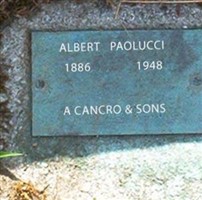 ALBERT PAOLUCCI
1886 1948
A CANCRO & SONS